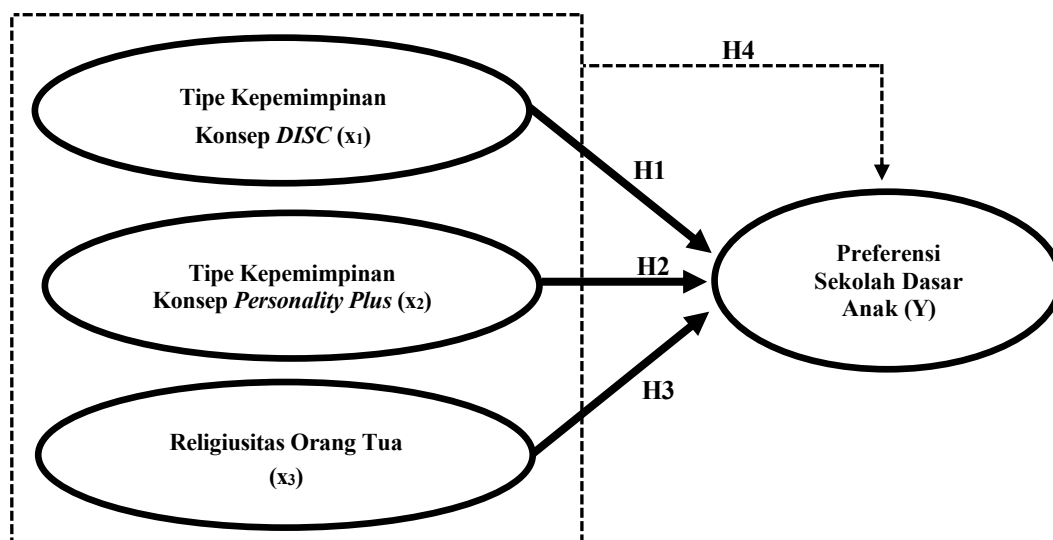 H4
Tipe Kepemimpinan
Konsep DISC (x1)
H1
Tipe Kepemimpinan
Konsep Personality Plus (x2)
H2
Preferensi
Sekolah Dasar
Anak (Y)
H3
Religiusitas Orang Tua
(x3)